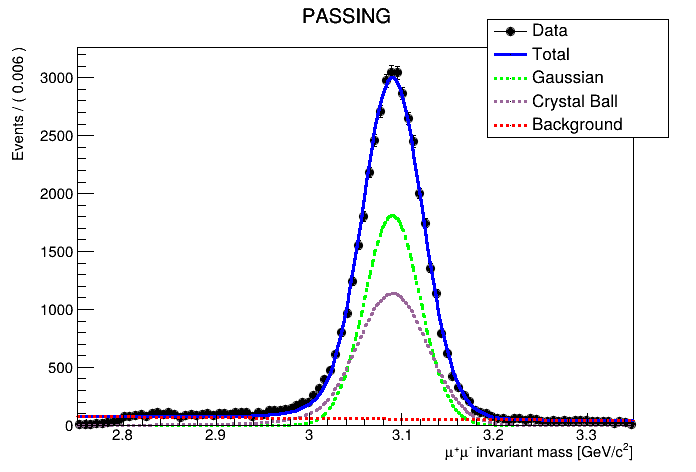 PASSING
Data
Total
Gaussian
Crystal Ball
Background
Events / ( 0.006 )
3000
2500
2000
1500
1000
500
0
2.8 2.9 3 3.1 3.2 3.3
μ⁺μ⁻ invariant mass [GeV/c²]